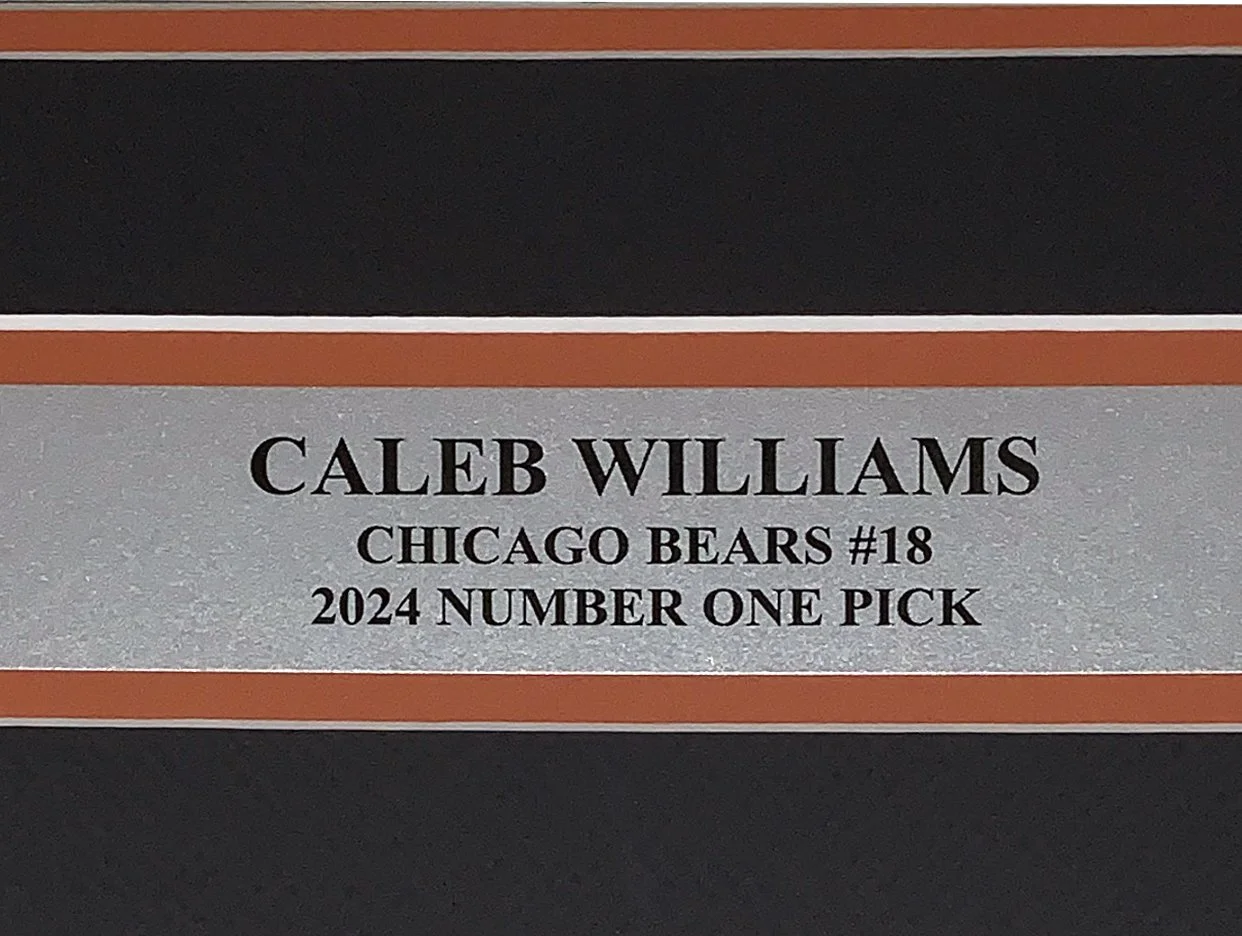 CALEB WILLIAMS
CHICAGO BEARS #18
2024 NUMBER ONE PICK